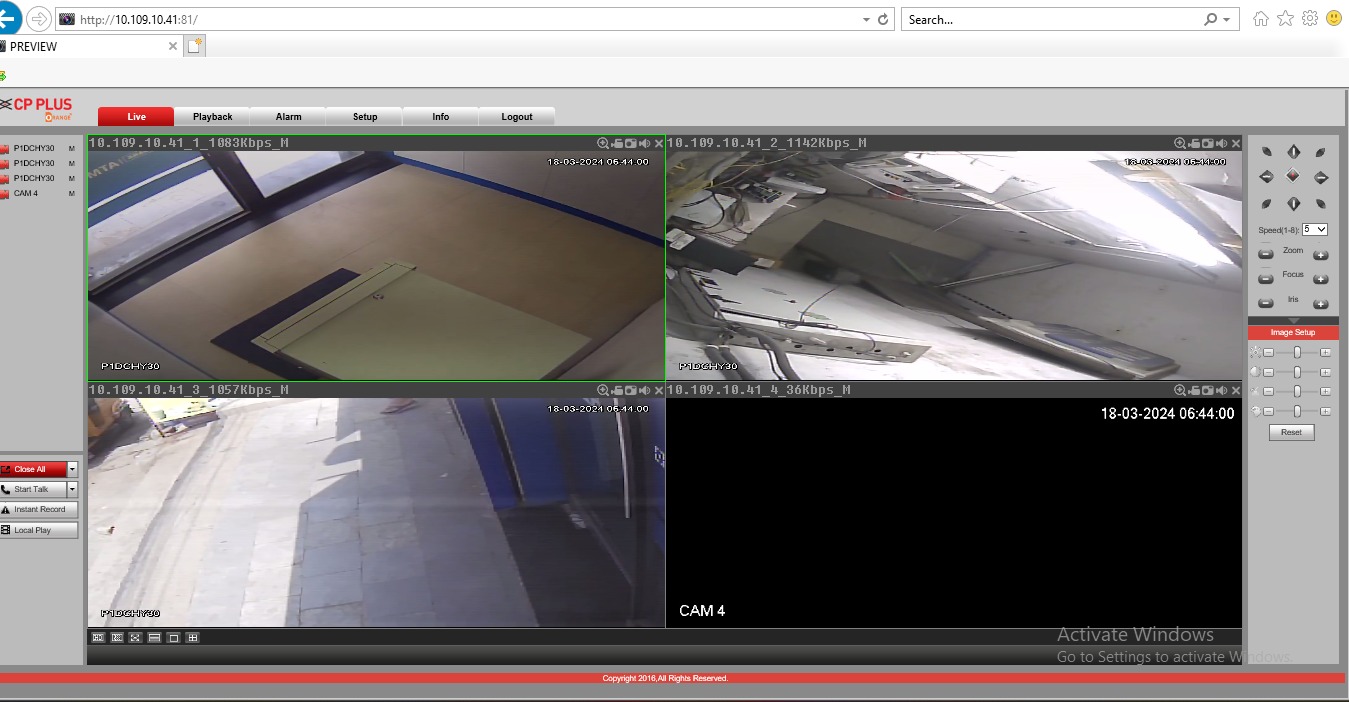 http://10.109.10.41:81/
Search...
PREVIEW
CP PLUS
ORANGE
Live Playback Alarm Setup Info Logout
P1DCHY30 M
P1DCHY30 M
P1DCHY30 M
CAM 4 M
10.109.10.41_1_1083Kbps_M
18-03-2024 06:44:00
P1DCHY30
10.109.10.41_2_1142Kbps_M
18-03-2024 06:44:00
P1DCHY30
10.109.10.41_3_1057Kbps_M
18-03-2024 06:44:00
P1DCHY30
10.109.10.41_4_36Kbps_M
18-03-2024 06:44:00
CAM 4
Speed(1-8): 5
Zoom
Focus
Iris
Image Setup
Reset
Close All
Start Talk
Instant Record
Local Play
Activate Windows
Go to Settings to activate Windows.
Copyright 2016,All Rights Reserved.